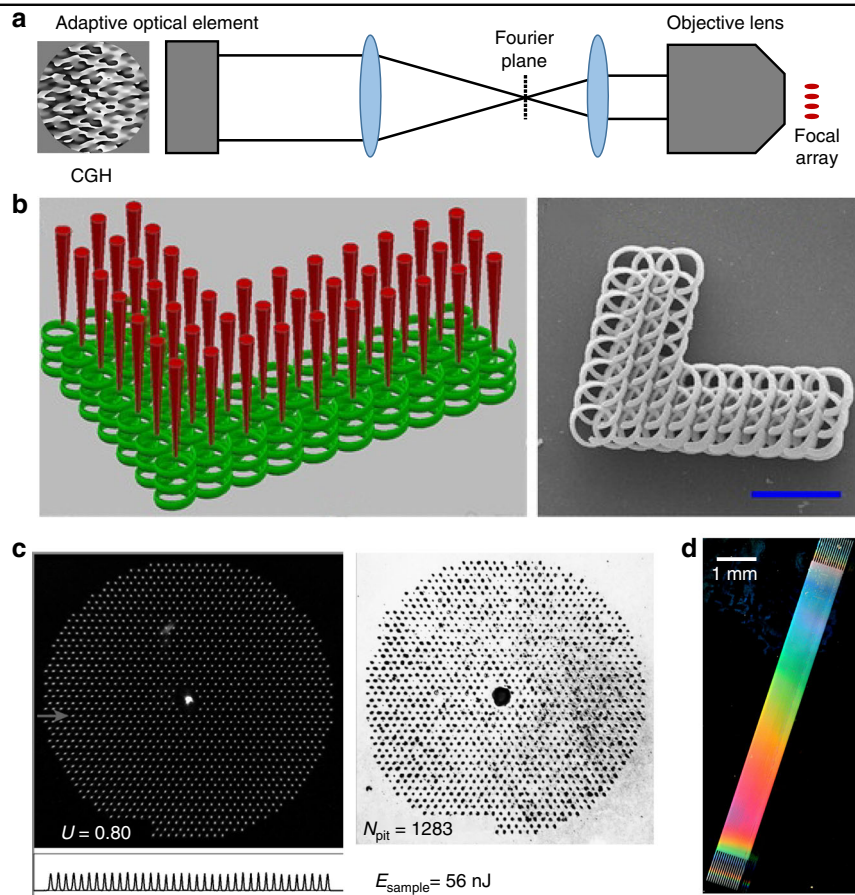 a
Adaptive optical element
Fourier
plane
Objective lens
Focal
array
CGH
b
c
U = 0.80
N_pit = 1283
E_sample = 56 nJ
d
1 mm